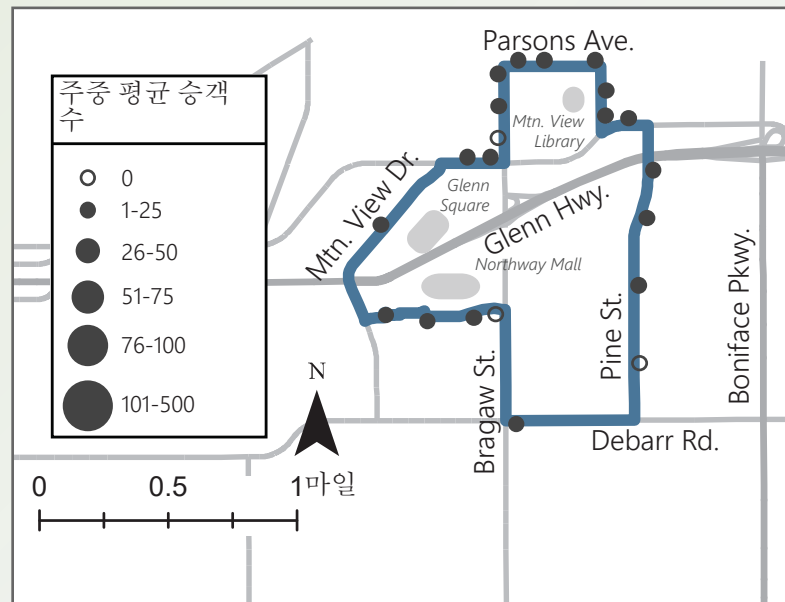 주중 평균 승객
수
0
1-25
26-50
51-75
76-100
101-500
Parsons Ave.
Mtn. View
Library
Mtn. View Dr.
Glenn
Square
Glenn Hwy.
Northway Mall
Bragaw St.
Pine St.
Boniface Pkwy.
Debarr Rd.
N
0
0.5
1마일